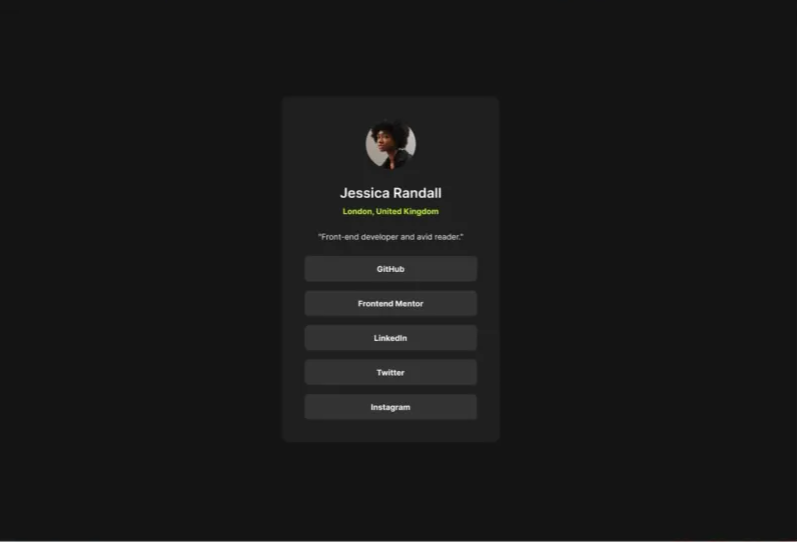 Jessica Randall
London, United Kingdom
"Front-end developer and avid reader."
GitHub
Frontend Mentor
LinkedIn
Twitter
Instagram